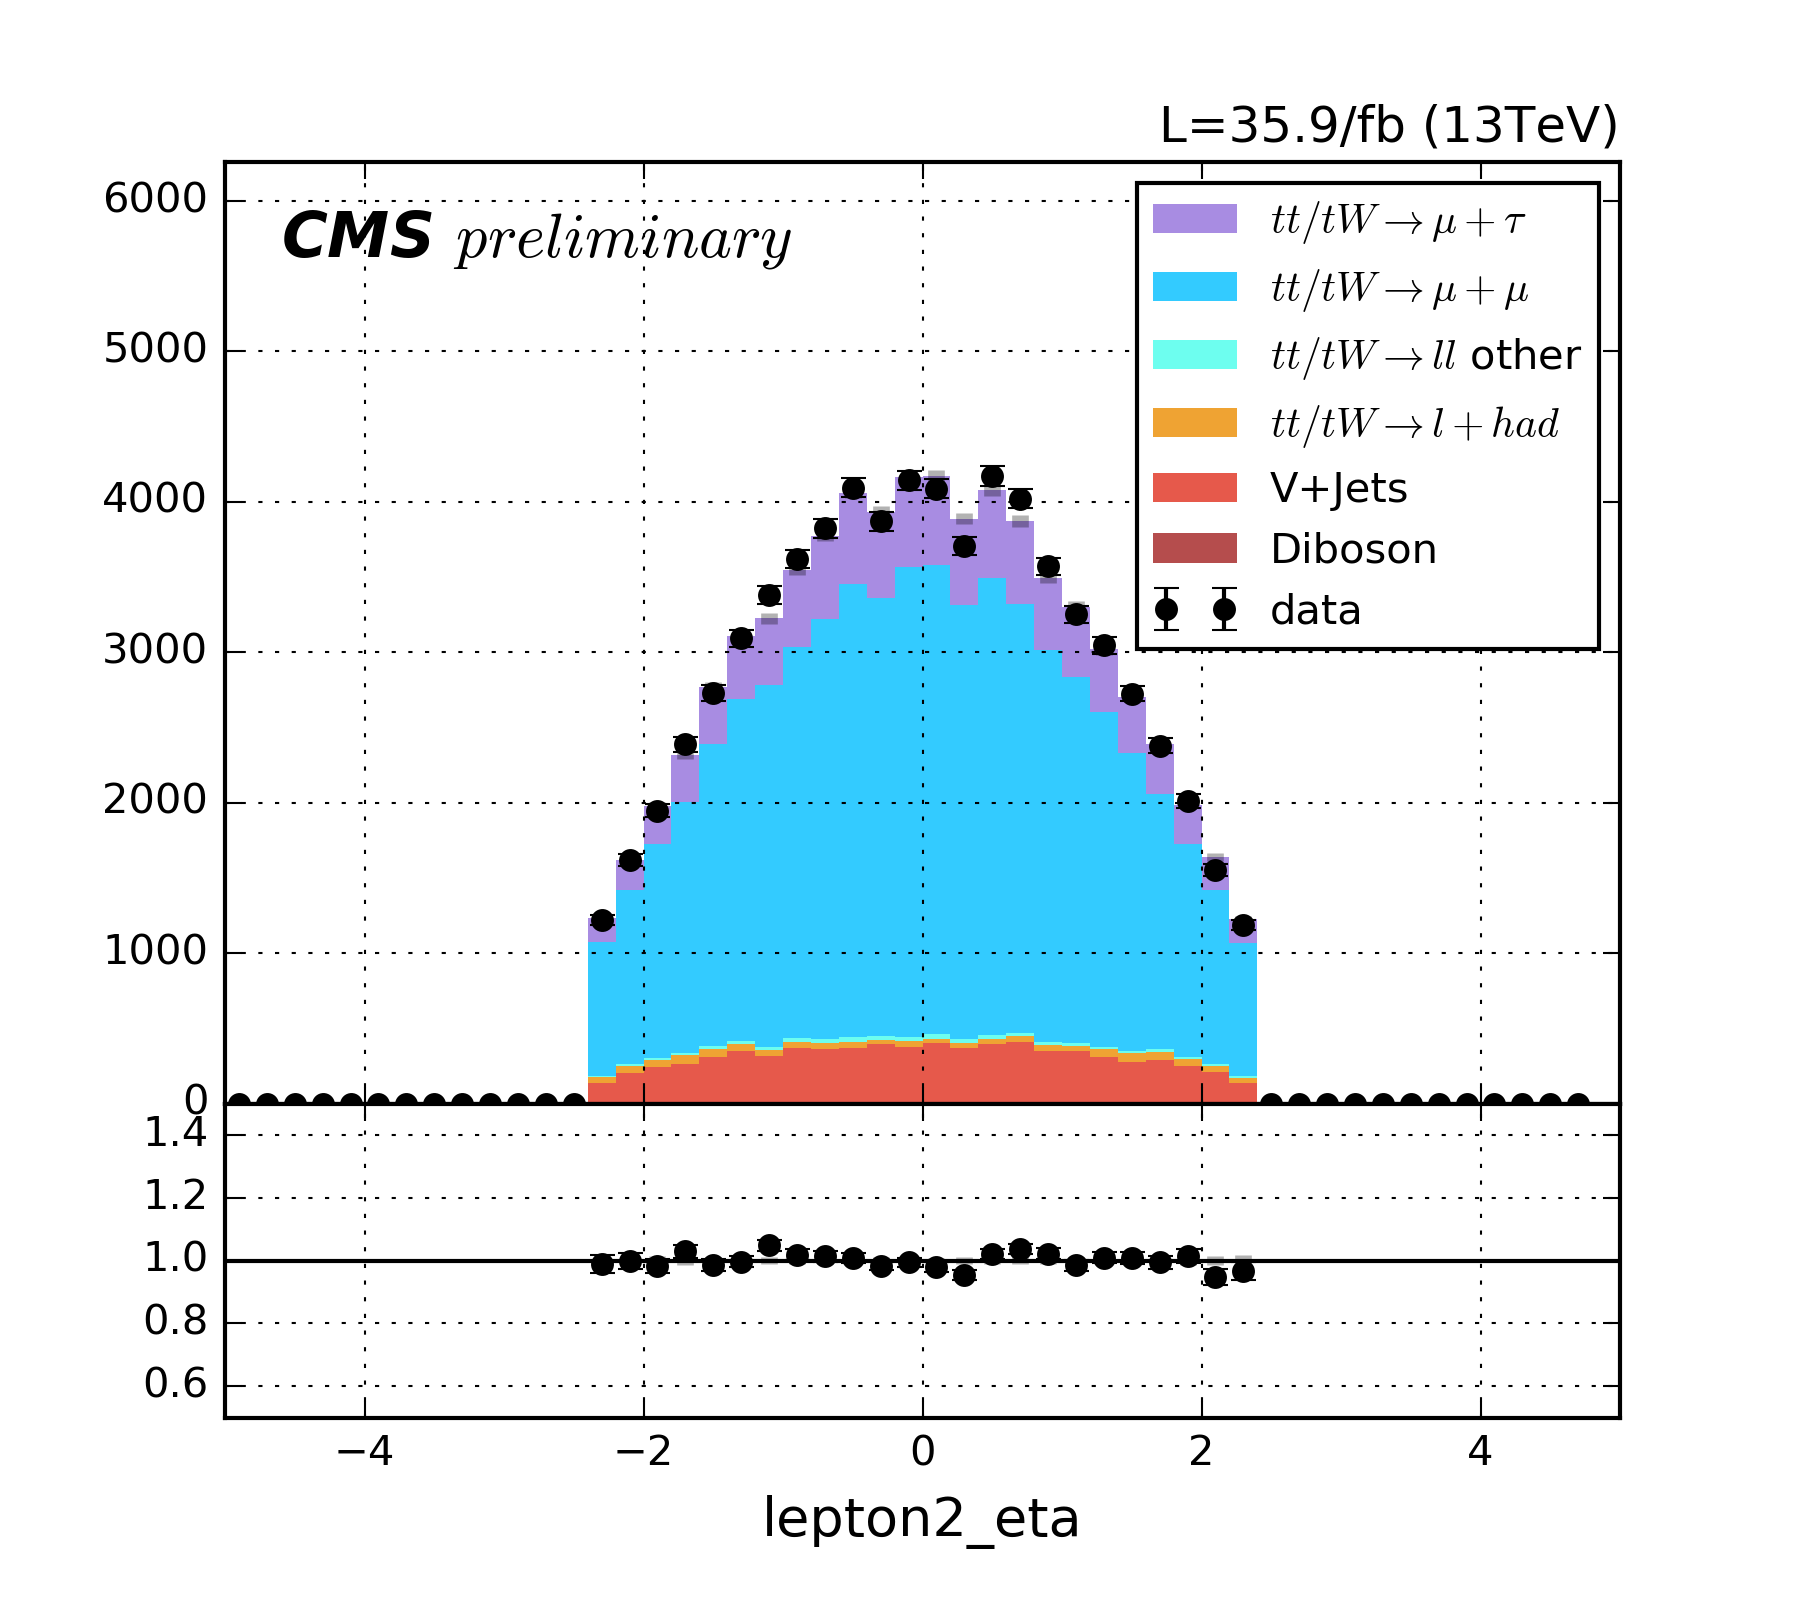 L=35.9/fb (13TeV)
CMS preliminary
6000
5000
4000
3000
2000
1000
0
tt/tW→μ+τ
tt/tW→μ+μ
tt/tW→ll other
tt/tW→l+had
V+Jets
Diboson
data
1.4
1.2
1.0
0.8
0.6
−4 −2 0 2 4
lepton2_eta